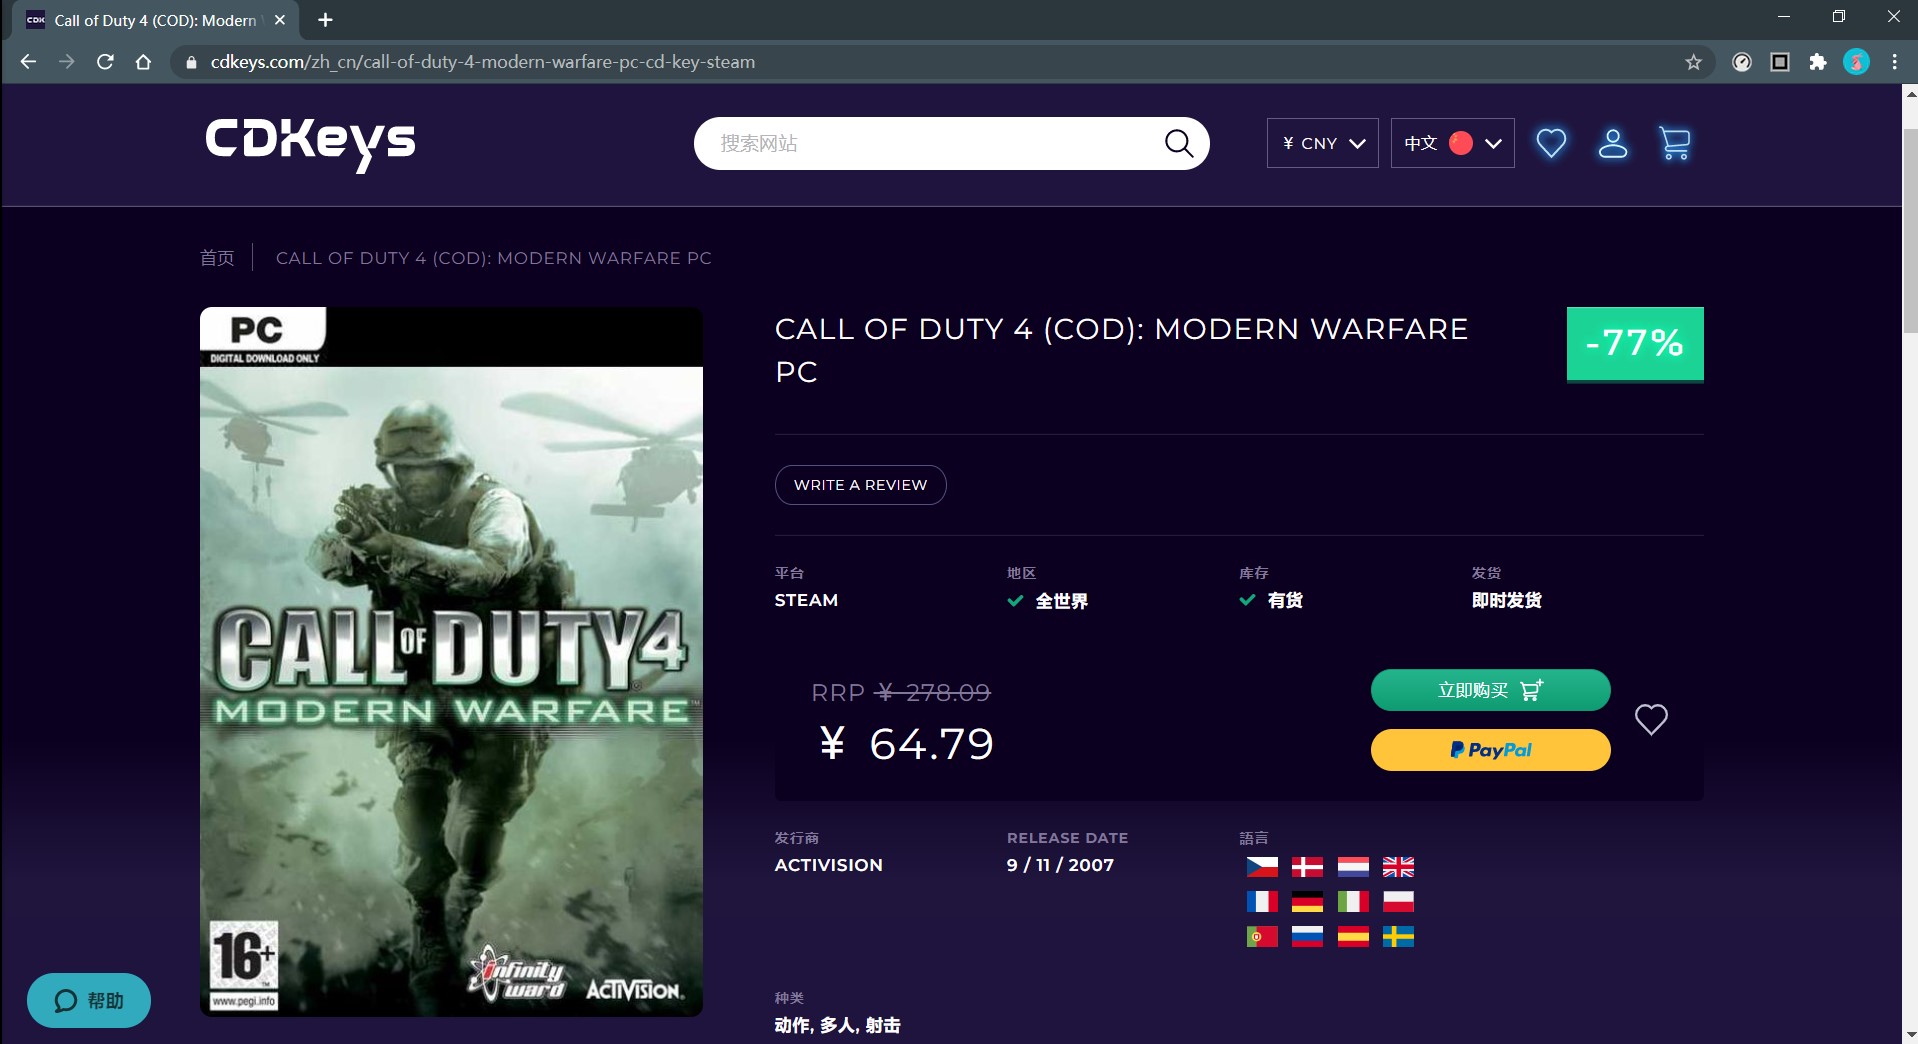 CDK Call of Duty 4 (COD): Modern
cdkeys.com/zh_cn/call-of-duty-4-modern-warfare-pc-cd-key-steam
CDKeys
搜索网站
¥ CNY
中文
首页
CALL OF DUTY 4 (COD): MODERN WARFARE PC
PC
DIGITAL DOWNLOAD ONLY
CALL OF DUTY 4
MODERN WARFARE™
16+
www.pegi.info
infinity
ward
ACTIVISION.
CALL OF DUTY 4 (COD): MODERN WARFARE
PC
-77%
WRITE A REVIEW
平台
STEAM
地区
全世界
库存
有货
发货
即时发货
RRP ¥ 278.09
¥ 64.79
立即购买
PayPal
发行商
ACTIVISION
RELEASE DATE
9 / 11 / 2007
語言
种类
动作, 多人, 射击
帮助